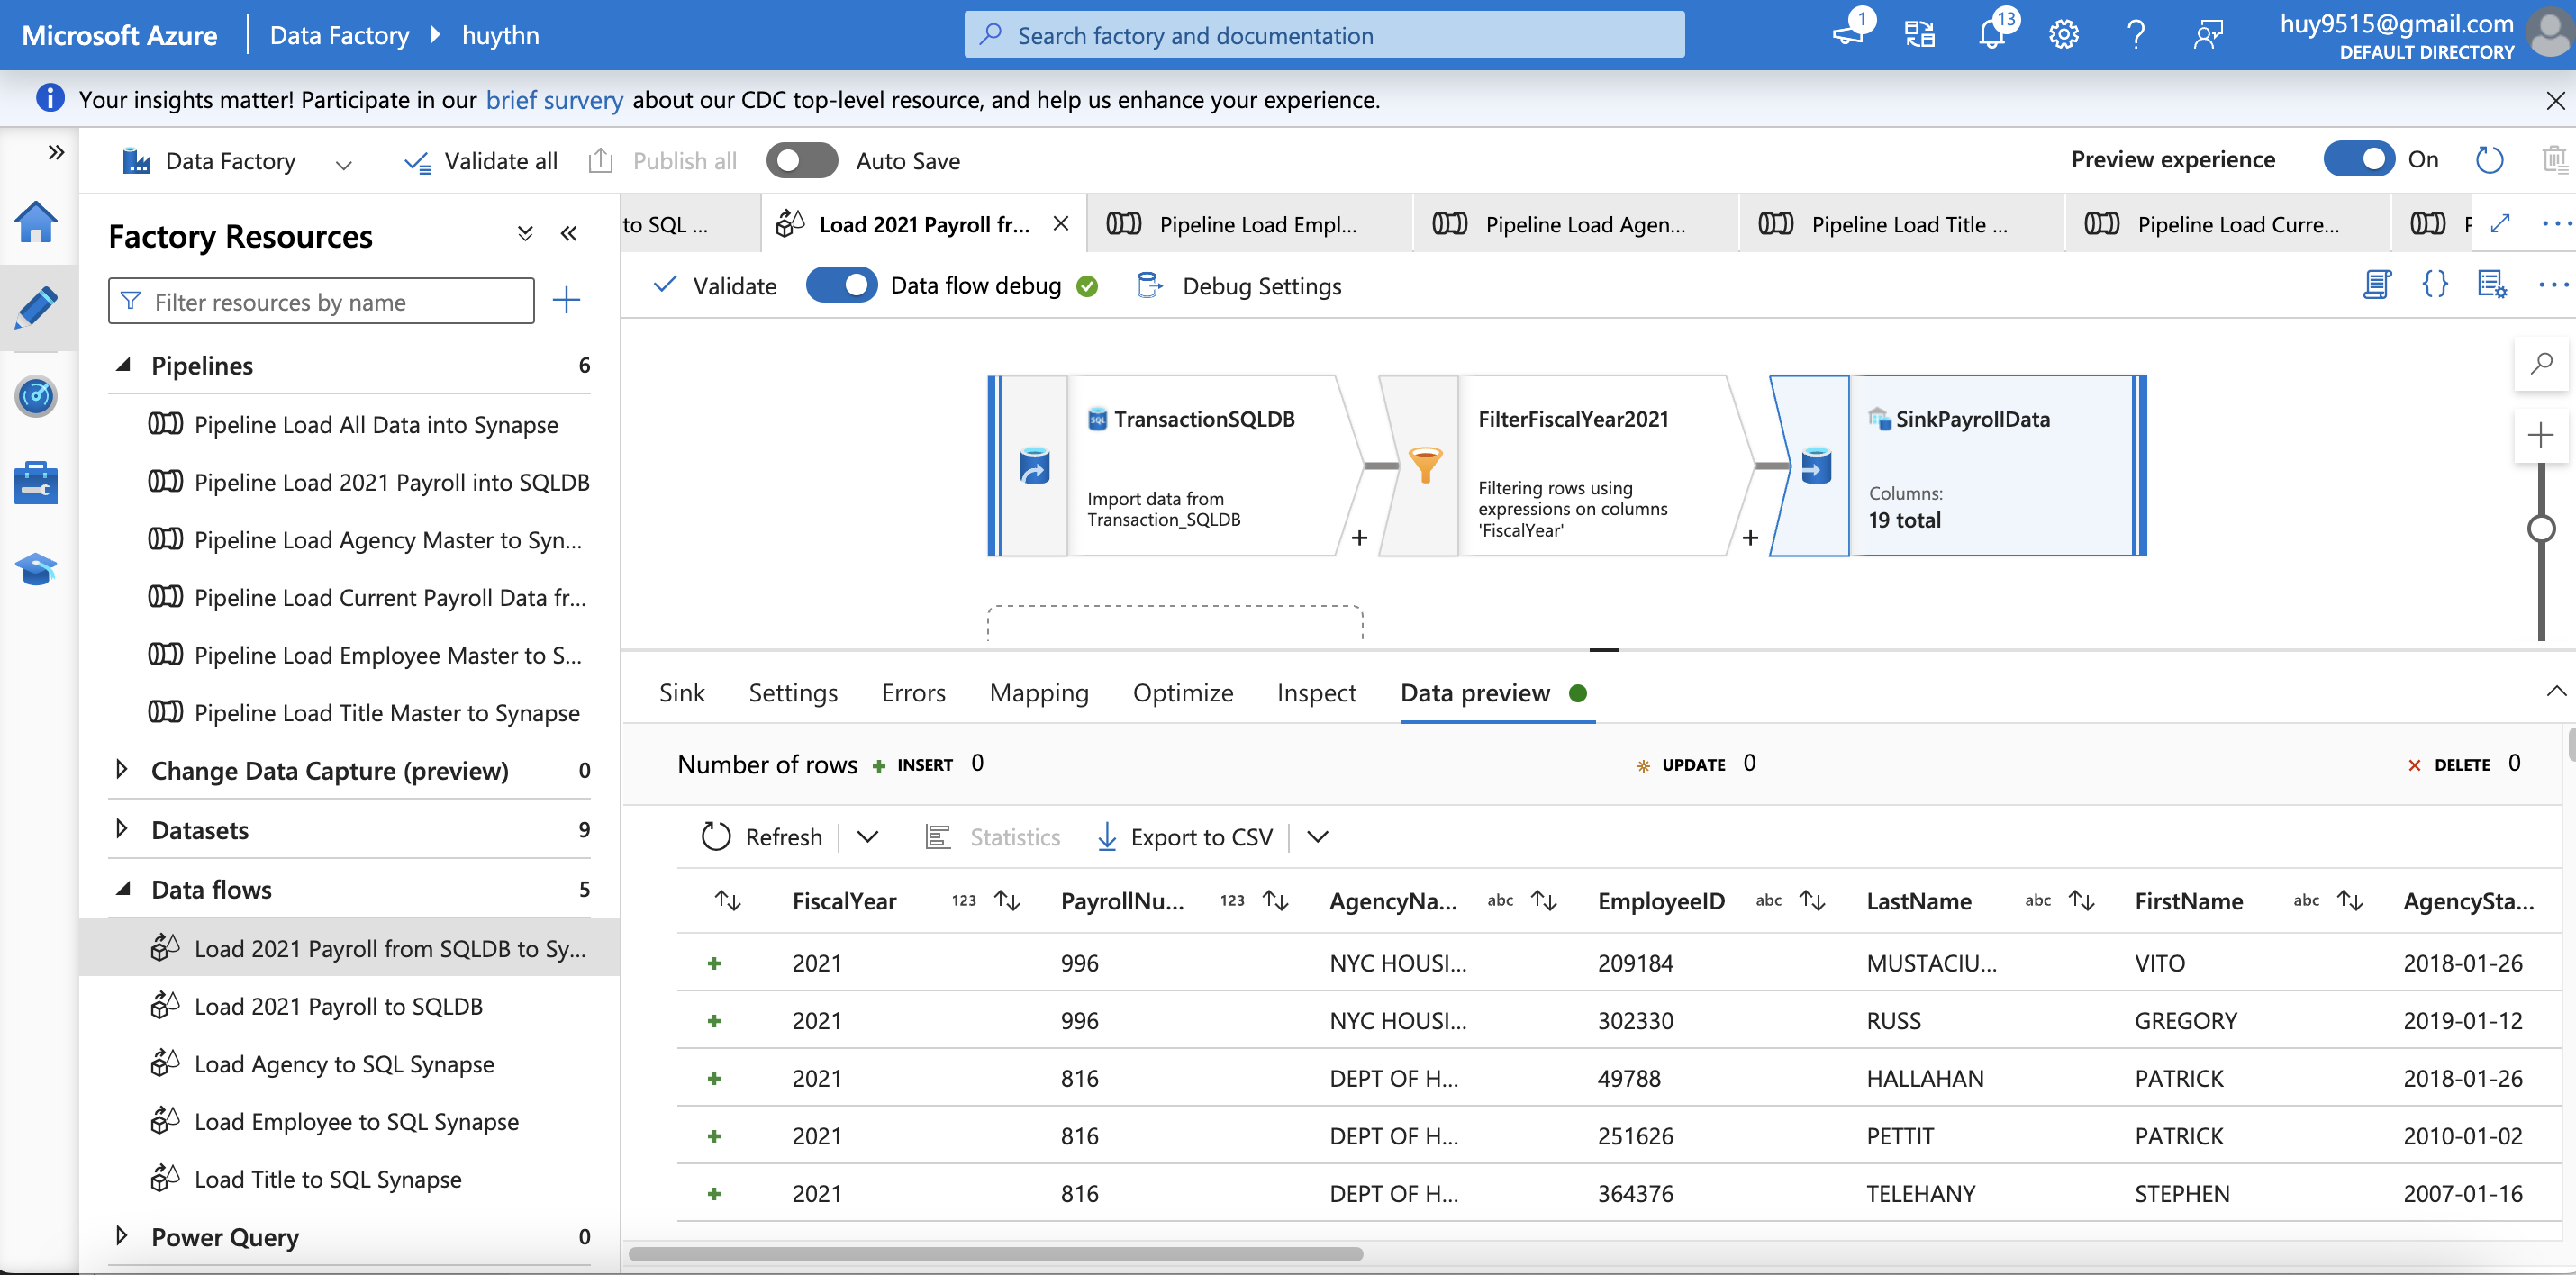 Microsoft Azure
Data Factory
huythn
Search factory and documentation
1
13
huy9515@gmail.com
DEFAULT DIRECTORY
Your insights matter! Participate in our brief survery about our CDC top-level resource, and help us enhance your experience.
Data Factory
Validate all
Publish all
Auto Save
Preview experience
On
Factory Resources
Filter resources by name
Pipelines 6
Pipeline Load All Data into Synapse
Pipeline Load 2021 Payroll into SQLDB
Pipeline Load Agency Master to Syn...
Pipeline Load Current Payroll Data fr...
Pipeline Load Employee Master to S...
Pipeline Load Title Master to Synapse
Change Data Capture (preview) 0
Datasets 9
Data flows 5
Load 2021 Payroll from SQLDB to Sy...
Load 2021 Payroll to SQLDB
Load Agency to SQL Synapse
Load Employee to SQL Synapse
Load Title to SQL Synapse
Power Query 0
to SQL ...
Load 2021 Payroll fr...
Pipeline Load Empl...
Pipeline Load Agen...
Pipeline Load Title ...
Pipeline Load Curre...
Validate
Data flow debug
Debug Settings
TransactionSQLDB
Import data from
Transaction_SQLDB
FilterFiscalYear2021
Filtering rows using
expressions on columns
'FiscalYear'
SinkPayrollData
Columns:
19 total
Sink Settings Errors Mapping Optimize Inspect Data preview
Number of rows INSERT 0 UPDATE 0 DELETE 0
Refresh Statistics Export to CSV
FiscalYear 123 PayrollNu... 123 AgencyNa... abc EmployeeID abc LastName abc FirstName abc AgencySta...
2021 996 NYC HOUSI... 209184 MUSTACIU... VITO 2018-01-26
2021 996 NYC HOUSI... 302330 RUSS GREGORY 2019-01-12
2021 816 DEPT OF H... 49788 HALLAHAN PATRICK 2018-01-26
2021 816 DEPT OF H... 251626 PETTIT PATRICK 2010-01-02
2021 816 DEPT OF H... 364376 TELEHANY STEPHEN 2007-01-16